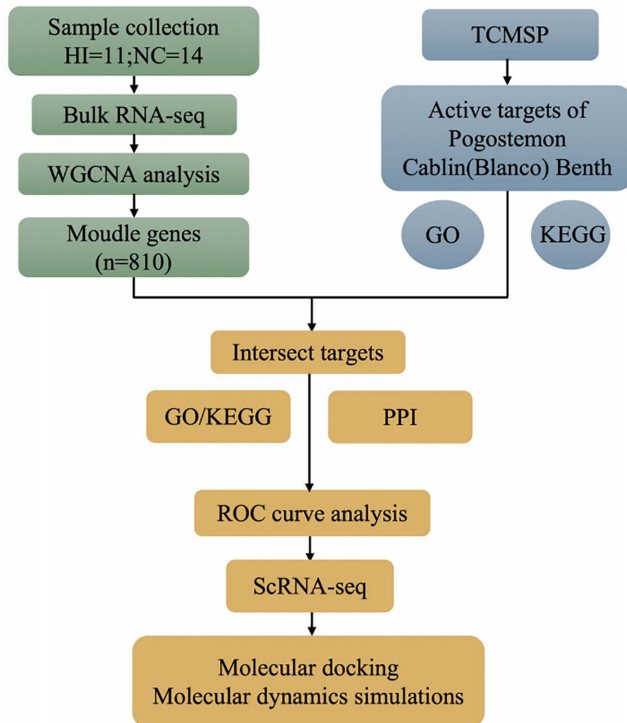 Sample collection
HI=11;NC=14
Bulk RNA-seq
WGCNA analysis
Moudle genes
(n=810)
TCMSP
Active targets of
Pogostemon
Cablin(Blanco) Benth
GO
KEGG
Intersect targets
GO/KEGG
PPI
ROC curve analysis
ScRNA-seq
Molecular docking
Molecular dynamics simulations